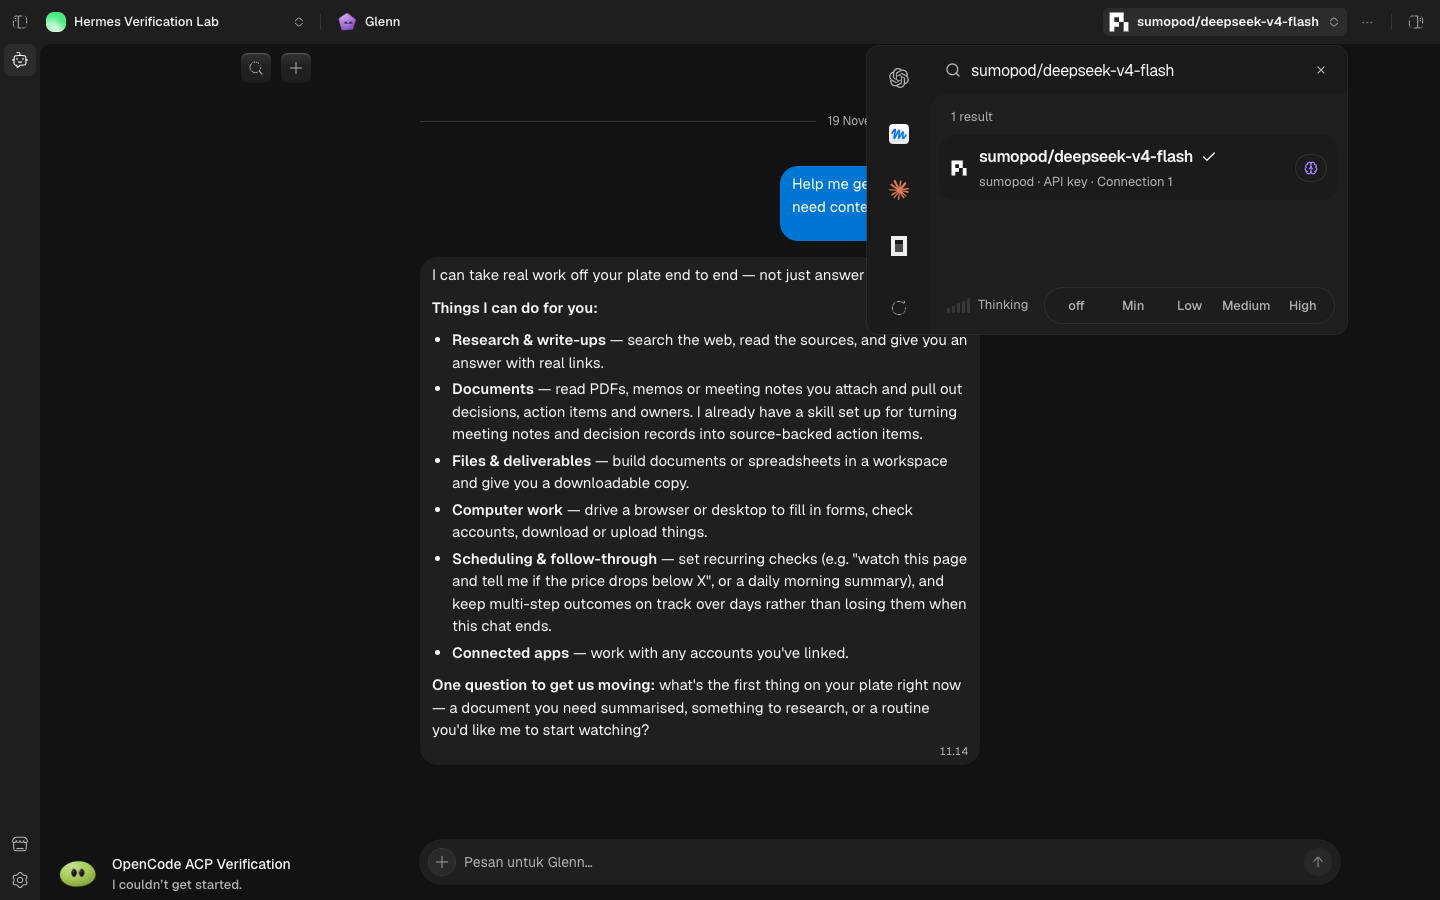 Hermes Verification Lab
Glenn
sumopod/deepseek-v4-flash
sumopod/deepseek-v4-flash
1 result
sumopod/deepseek-v4-flash
sumopod · API key · Connection 1
Thinking
off Min Low Medium High
19
Help me
need
I can take real work off your plate end to end — not just answer
Things I can do for you:
• Research & write-ups — search the web, read the sources, and give you an
answer with real links.
• Documents — read PDFs, memos or meeting notes you attach and pull out
decisions, action items and owners. I already have a skill set up for turning
meeting notes and decision records into source-backed action items.
• Files & deliverables — build documents or spreadsheets in a workspace
and give you a downloadable copy.
• Computer work — drive a browser or desktop to fill in forms, check
accounts, download or upload things.
• Scheduling & follow-through — set recurring checks (e.g. "watch this page
and tell me if the price drops below X", or a daily morning summary), and
keep multi-step outcomes on track over days rather than losing them when
this chat ends.
• Connected apps — work with any accounts you've linked.
One question to get us moving: what's the first thing on your plate right now
— a document you need summarised, something to research, or a routine
you'd like me to start watching?
11.14
OpenCode ACP Verification
I couldn't get started.
Pesan untuk Glenn…